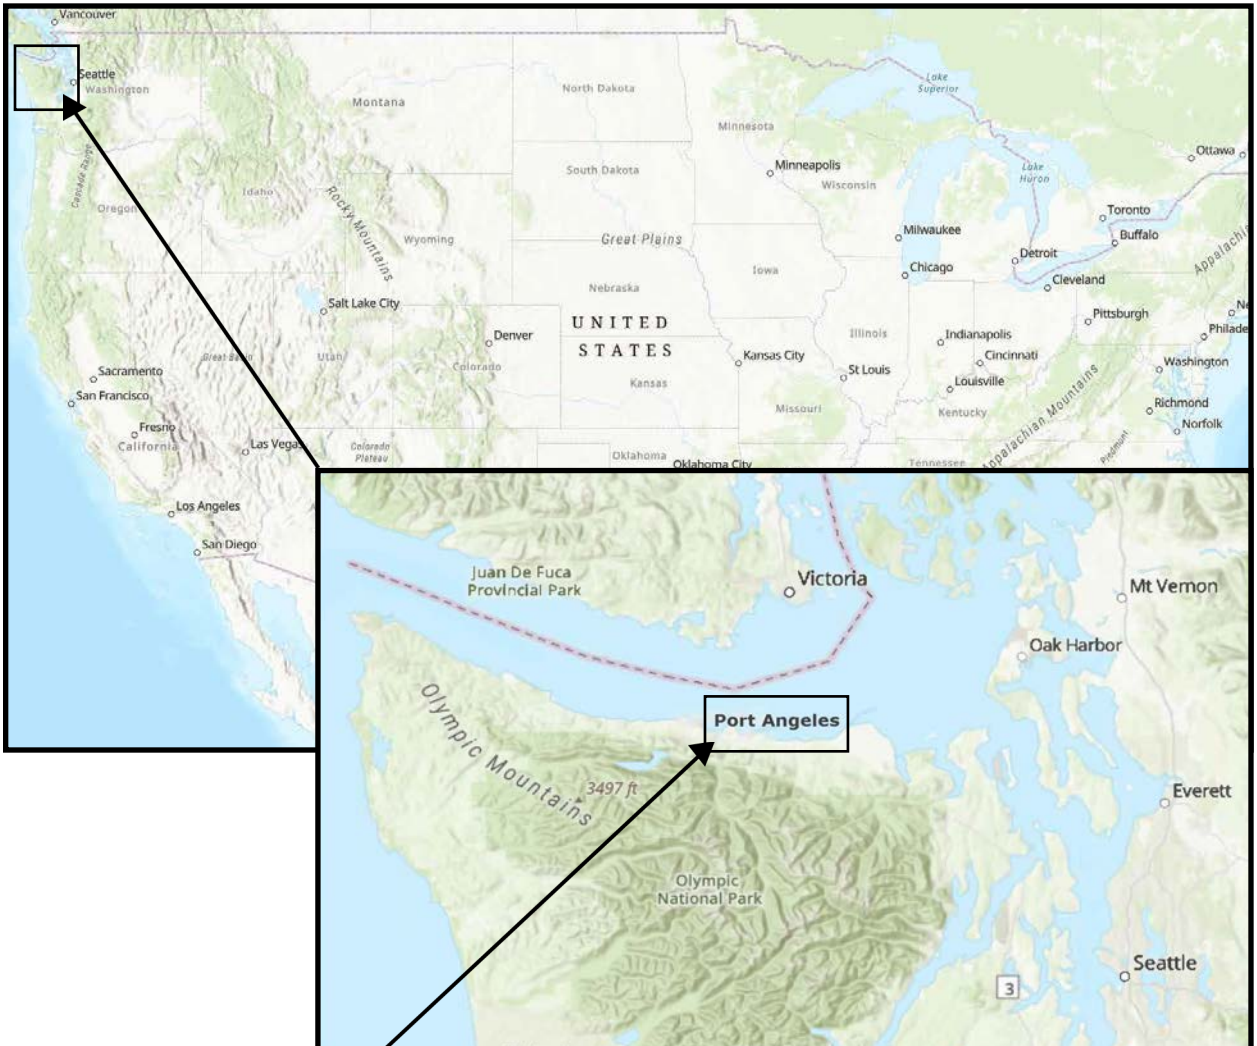 Vancouver
Seattle
Washington
Montana
North Dakota
Minnesota
Lake
Superior
Ottawa
Cascade Range
Idaho
Rocky Mountains
South Dakota
Minneapolis
Wisconsin
Lake
Huron
Oregon
Wyoming
Great Plains
Milwaukee
Toronto
Buffalo
Detroit
Chicago
Iowa
Cleveland
Salt Lake City
Nebraska
Pittsburgh
UNITED
STATES
Denver
Illinois
Indianapolis
Great Basin
Utah
Colorado
Kansas City
Cincinnati
Washington
Sacramento
St Louis
Louisville
San Francisco
Kansas
Missouri
Kentucky
Appalachian Mountains
Richmond
Fresno
California
Las Vegas
Colorado
Plateau
Oklahoma
Oklahoma City
Tennessee
Piedmont
Norfolk
Los Angeles
San Diego
Juan De Fuca
Provincial Park
Victoria
Mt Vernon
Oak Harbor
Olympic Mountains
Port Angeles
3497 ft
Everett
Olympic
National Park
Seattle
3